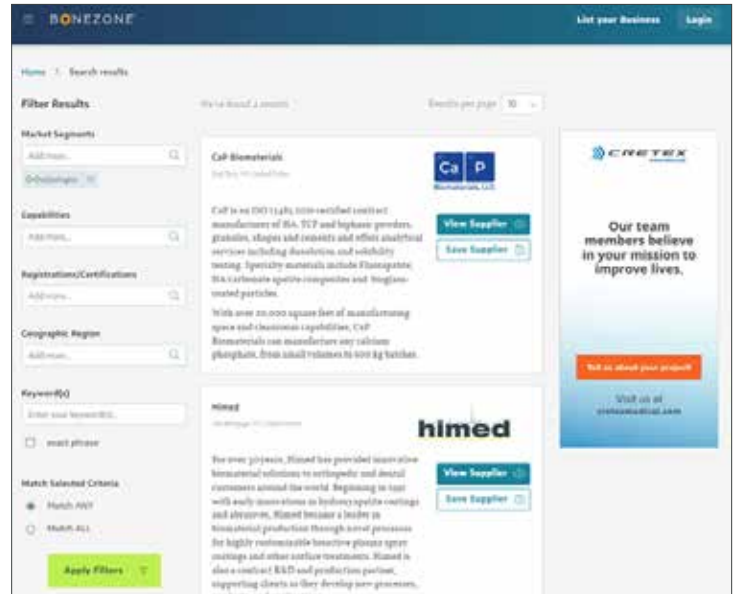 BONEZONE
List your Business
Login
Home > Search results
Filter Results
Results per page 10
Market Segments
Add more...
Orthobiologics
CaP Biomaterials
CaP
Biomaterials, LLC
CaP is an ISO 13485:2016 certified contract
manufacturer of HA, TCP and biphasic powders,
granules, shapes and cements and offers analytical
services including dissolution and solubility
testing. Specialty materials include Fluorapatite,
HA/carbonate apatite composites and bioglass-
coated particles.
With over 20,000 square feet of manufacturing
space and cleanroom capabilities, CaP
Biomaterials can manufacture any calcium
phosphate, from small volumes to 600 kg batches.
View Supplier
Save Supplier
Capabilities
Add more...
Registrations/Certifications
Add more...
Geographic Region
Add more...
Keyword(s)
Enter your keyword(s)...
exact phrase
Match Selected Criteria
Match ANY
Match ALL
Apply Filters
Himed
himed
For over 30 years, Himed has provided innovative
biomaterial solutions to orthopedic and dental
customers around the world. Beginning in 1991
with early innovations in hydroxyapatite coatings
and abrasives, Himed became a leader in
biomaterial production through novel processes
for highly customizable bioactive plasma spray
coatings and other surface treatments. Himed is
also a contract R&D and production partner,
supporting clients as they develop new processes,
View Supplier
Save Supplier
CRETEX
Our team
members believe
in your mission to
improve lives.
Tell us about your project!
Visit us at
cretexmedical.com